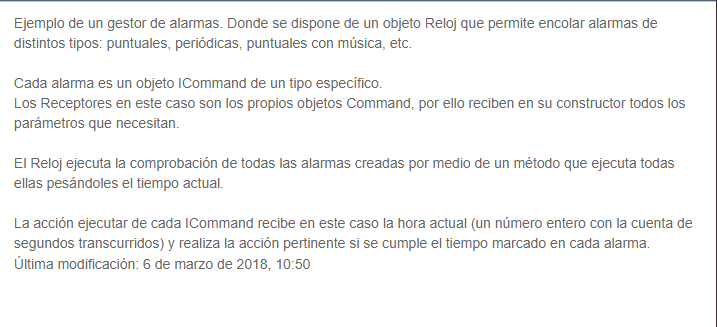 Ejemplo de un gestor de alarmas. Donde se dispone de un objeto Reloj que permite encolar alarmas de
distintos tipos: puntuales, periódicas, puntuales con música, etc.
Cada alarma es un objeto ICommand de un tipo específico.
Los Receptores en este caso son los propios objetos Command, por ello reciben en su constructor todos los
parámetros que necesitan.
El Reloj ejecuta la comprobación de todas las alarmas creadas por medio de un método que ejecuta todas
ellas pesándoles el tiempo actual.
La acción ejecutar de cada ICommand recibe en este caso la hora actual (un número entero con la cuenta de
segundos transcurridos) y realiza la acción pertinente si se cumple el tiempo marcado en cada alarma.
Última modificación: 6 de marzo de 2018, 10:50